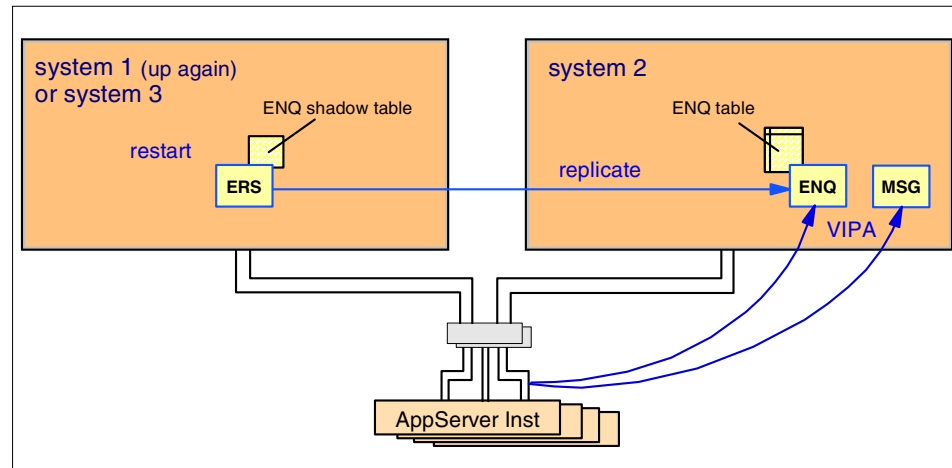 system 1 (up again)
or system 3
system 2
ENQ shadow table
ENQ table
restart
replicate
ERS
ENQ
MSG
VIPA
AppServer Inst